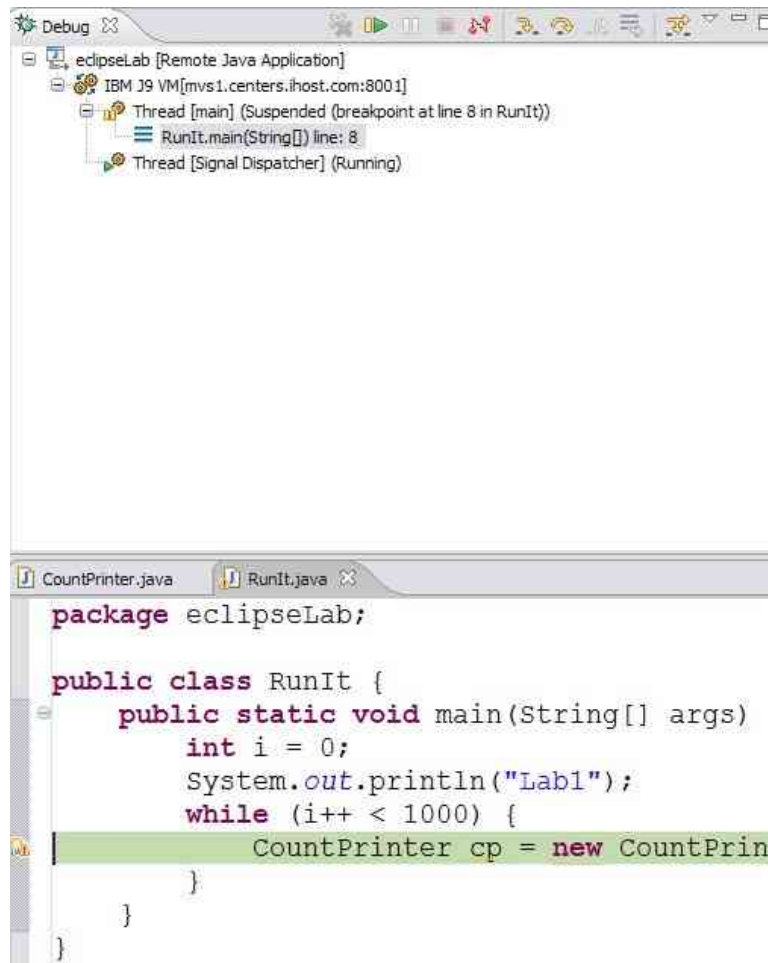 Debug
eclipseLab [Remote Java Application]
IBM J9 VM[mvs1.centers.ihost.com:8001]
Thread [main] (Suspended (breakpoint at line 8 in RunIt))
RunIt.main(String[]) line: 8
Thread [Signal Dispatcher] (Running)
CountPrinter.java RunIt.java
package eclipseLab;
public class RunIt {
public static void main(String[] args)
int i = 0;
System.out.println("Lab1");
while (i++ < 1000) {
CountPrinter cp = new CountPrin
}
}
}